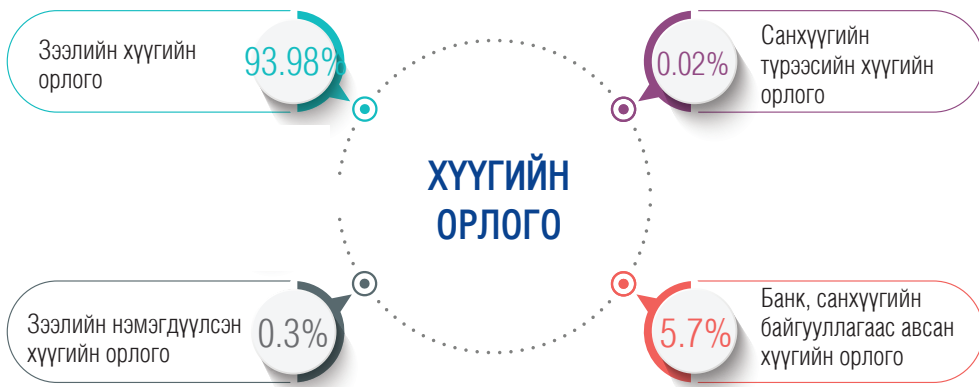 Зээлийн хүүгийн
орлого
93.98%
0.02%
Санхүүгийн
түрээсийн хүүгийн
орлого
ХҮҮГИЙН
ОРЛОГО
Зээлийн нэмэгдүүлсэн
хүүгийн орлого
0.3%
5.7%
Банк, санхүүгийн
байгууллагаас авсан
хүүгийн орлого